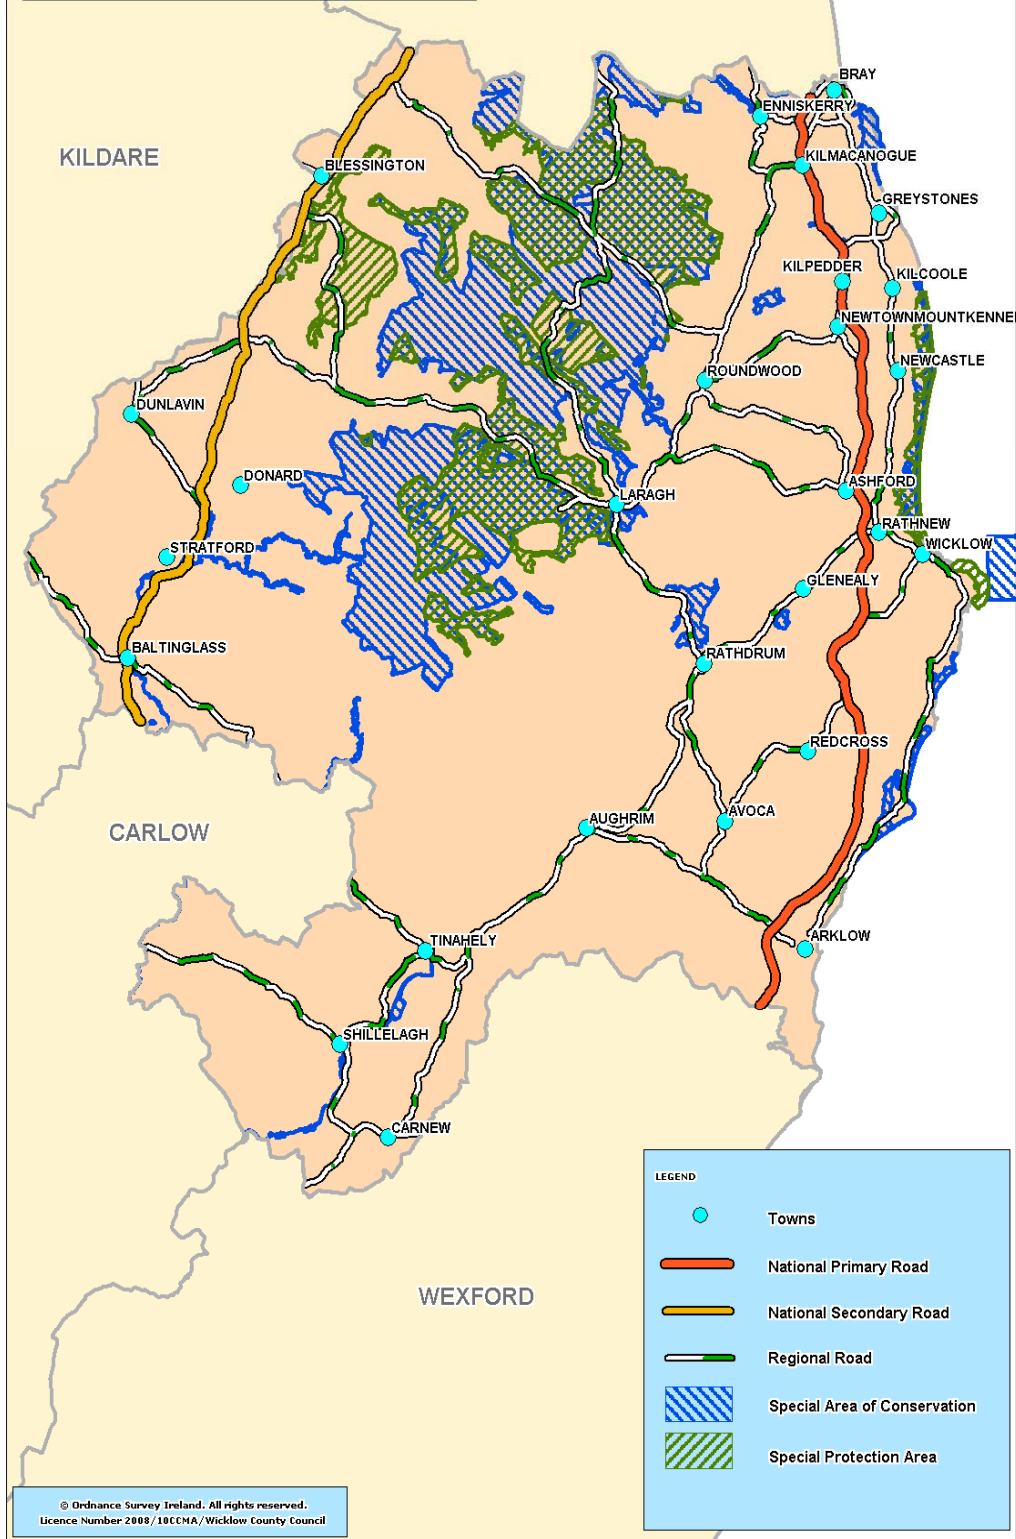 BRAY
ENNISKERRY
KILDARE
KILMACANOGUE
BLESSINGTON
GREYSTONES
KILPEDDER
KILCOOLE
NEWTOWNMOUNTKENNE
NEWCASTLE
ROUNDWOOD
DUNLAVIN
DONARD
ASHFORD
LARAGH
RATHNEW
WICKLOW
STRATFORD
GLENEALY
BALTINGLASS
RATHDRUM
REDCROSS
AVOCA
AUGHRIM
CARLOW
ARKLOW
TINAHELY
SHILLELAGH
CARNEW
WEXFORD
LEGEND
Towns
National Primary Road
National Secondary Road
Regional Road
Special Area of Conservation
Special Protection Area
© Ordnance Survey Ireland. All rights reserved.
Licence Number 2008/10CCMA/Wicklow County Council